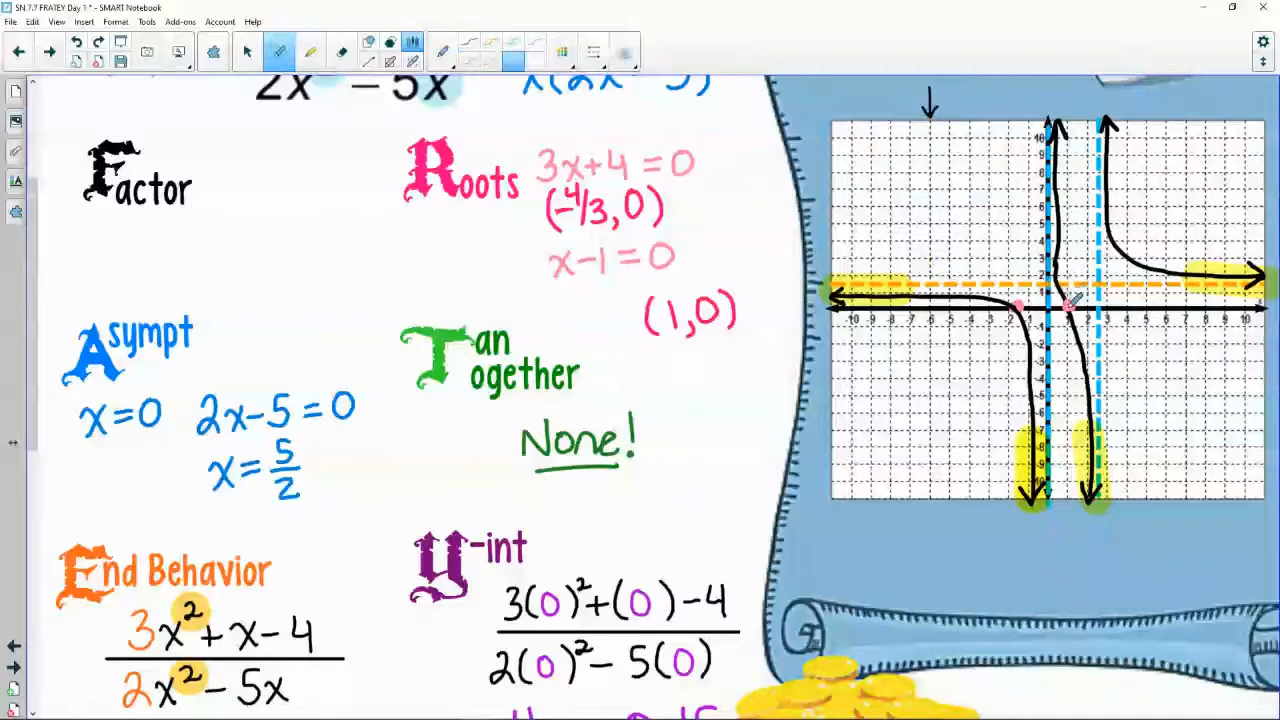 SN 7.7 FRATEY Day 1 * - SMART Notebook
File Edit View Insert Format Tools Add-ons Account Help
2x − 5x
Factor
Roots
3x+4=0
(-4/3,0)
x-1=0
(1,0)
Asympt
x=0 2x-5=0
x=5/2
Tan
Together
None!
End Behavior
3x²+x-4
2x²-5x
Y-int
3(0)²+(0)-4
2(0)²-5(0)